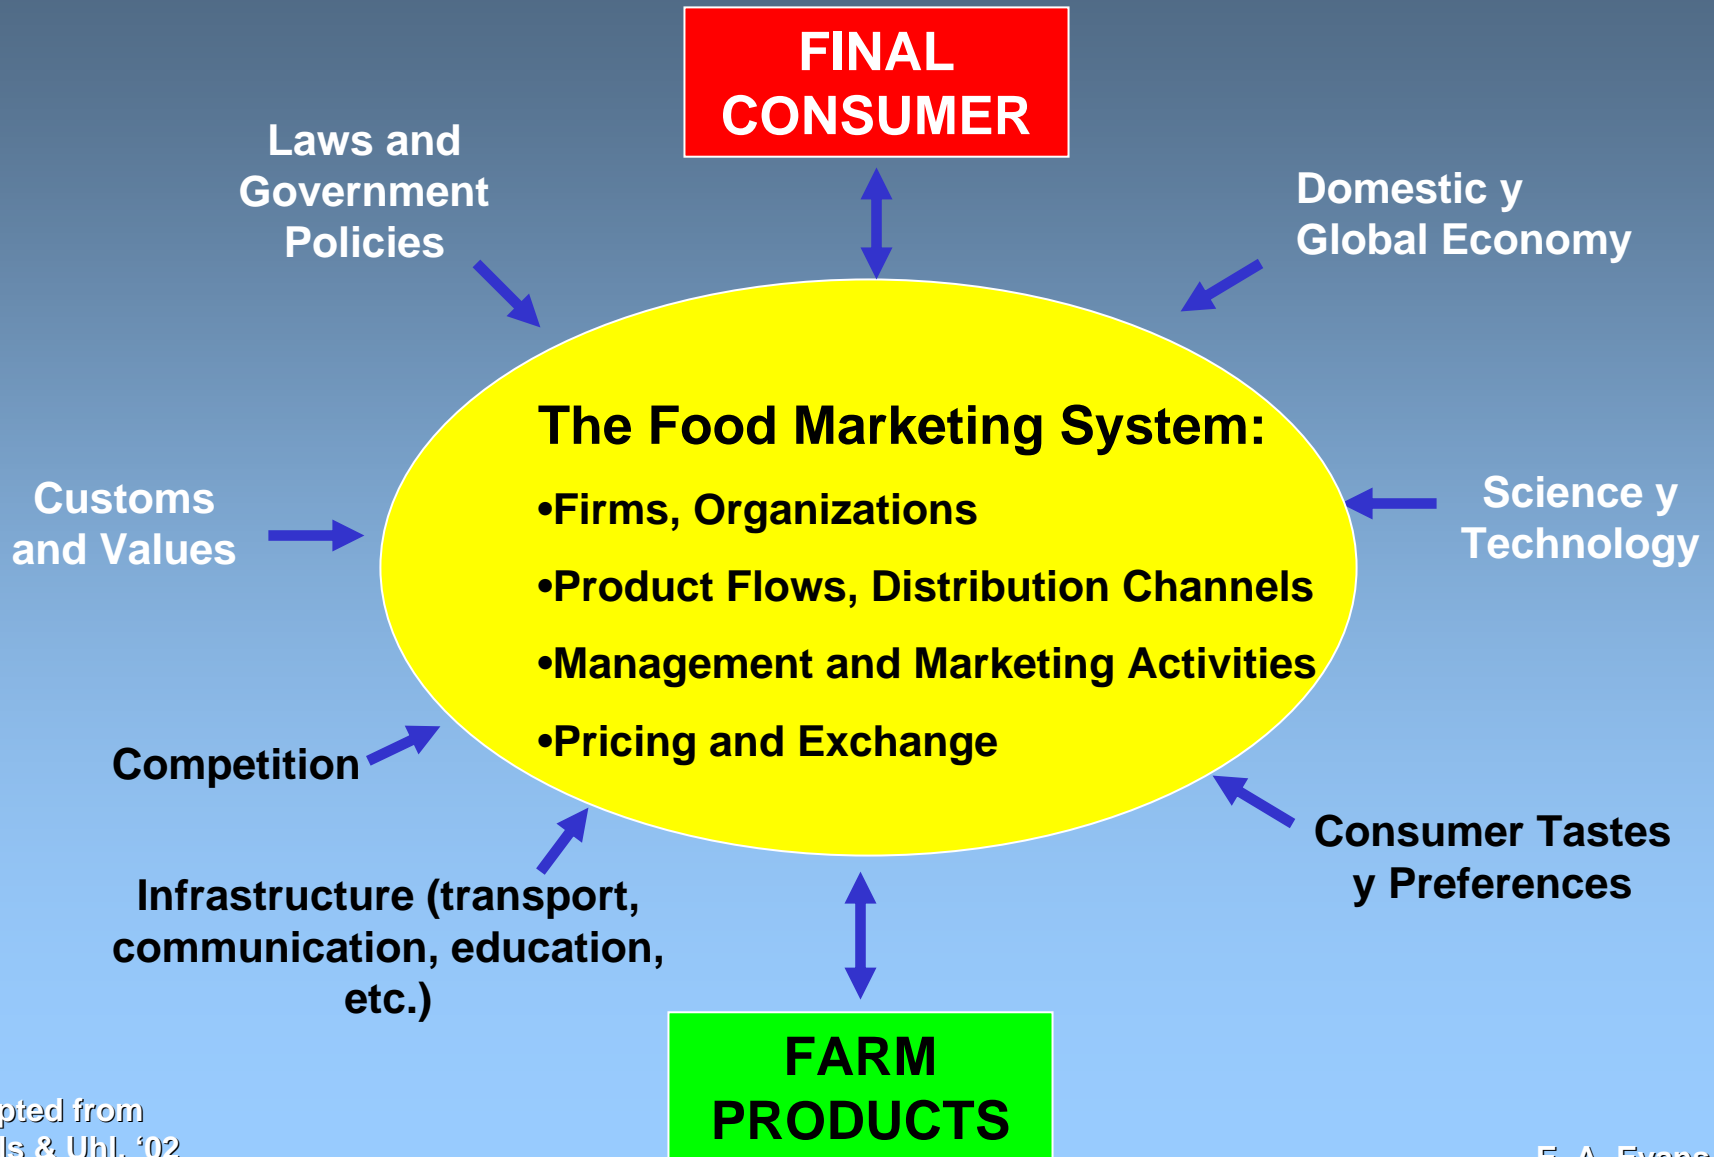 FINAL
CONSUMER
Laws and
Government
Policies
Domestic y
Global Economy
The Food Marketing System:
•Firms, Organizations
•Product Flows, Distribution Channels
•Management and Marketing Activities
•Pricing and Exchange
Customs
and Values
Science y
Technology
Competition
Consumer Tastes
y Preferences
Infrastructure (transport,
communication, education,
etc.)
FARM
PRODUCTS
from
& Uhl, ‘02
E. A. Evans